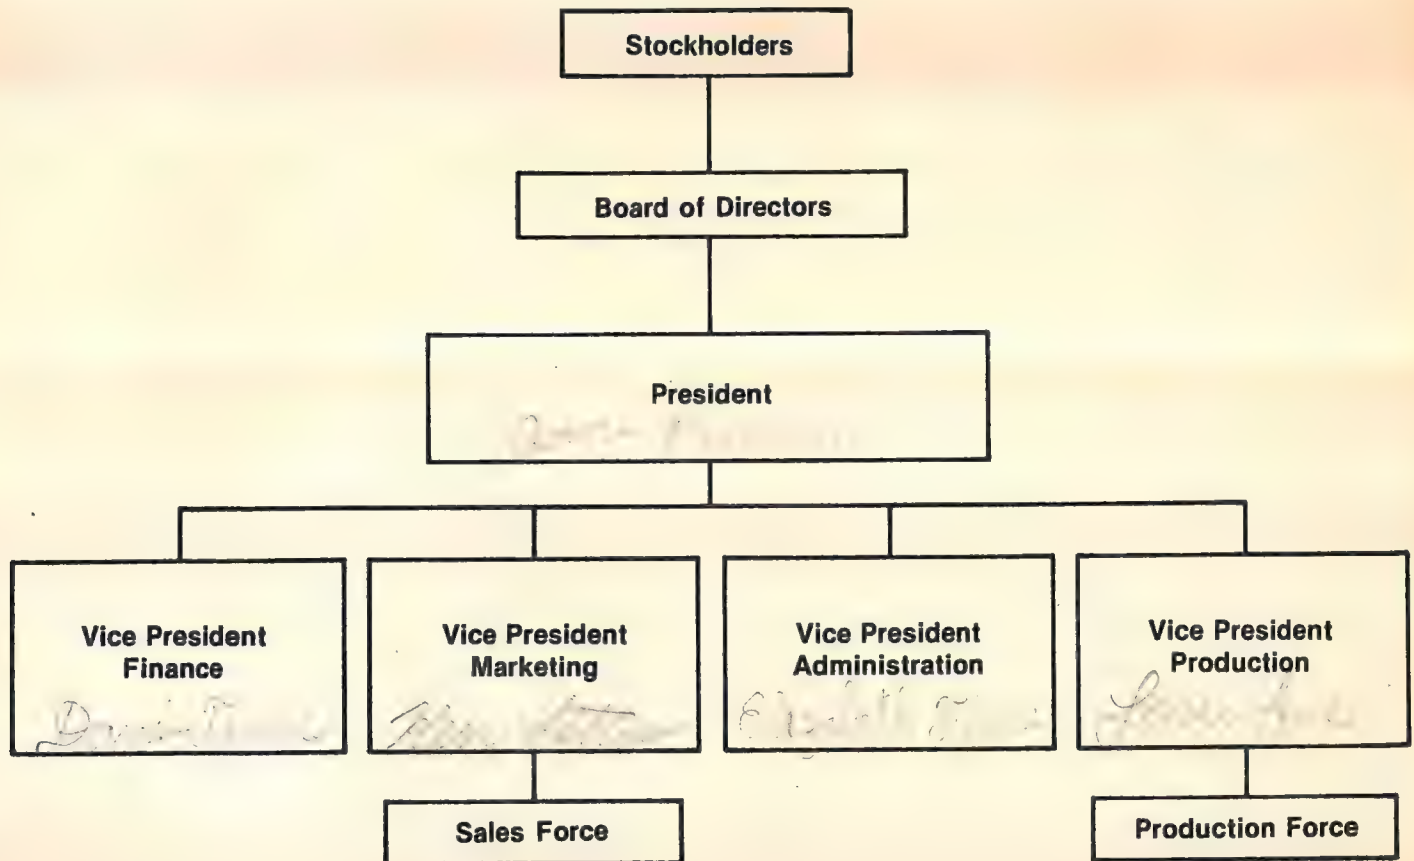 Stockholders
Board of Directors
President
Vice President
Finance
Vice President
Marketing
Vice President
Administration
Vice President
Production
Sales Force
Production Force